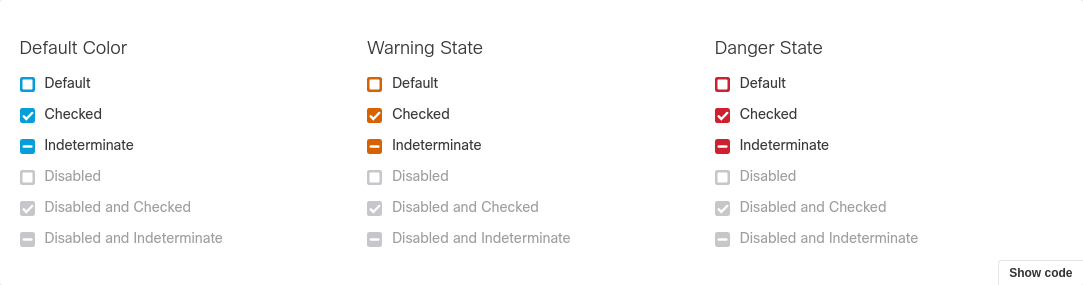 Default Color
Default
Checked
Indeterminate
Disabled
Disabled and Checked
Disabled and Indeterminate
Warning State
Default
Checked
Indeterminate
Disabled
Disabled and Checked
Disabled and Indeterminate
Danger State
Default
Checked
Indeterminate
Disabled
Disabled and Checked
Disabled and Indeterminate
Show code